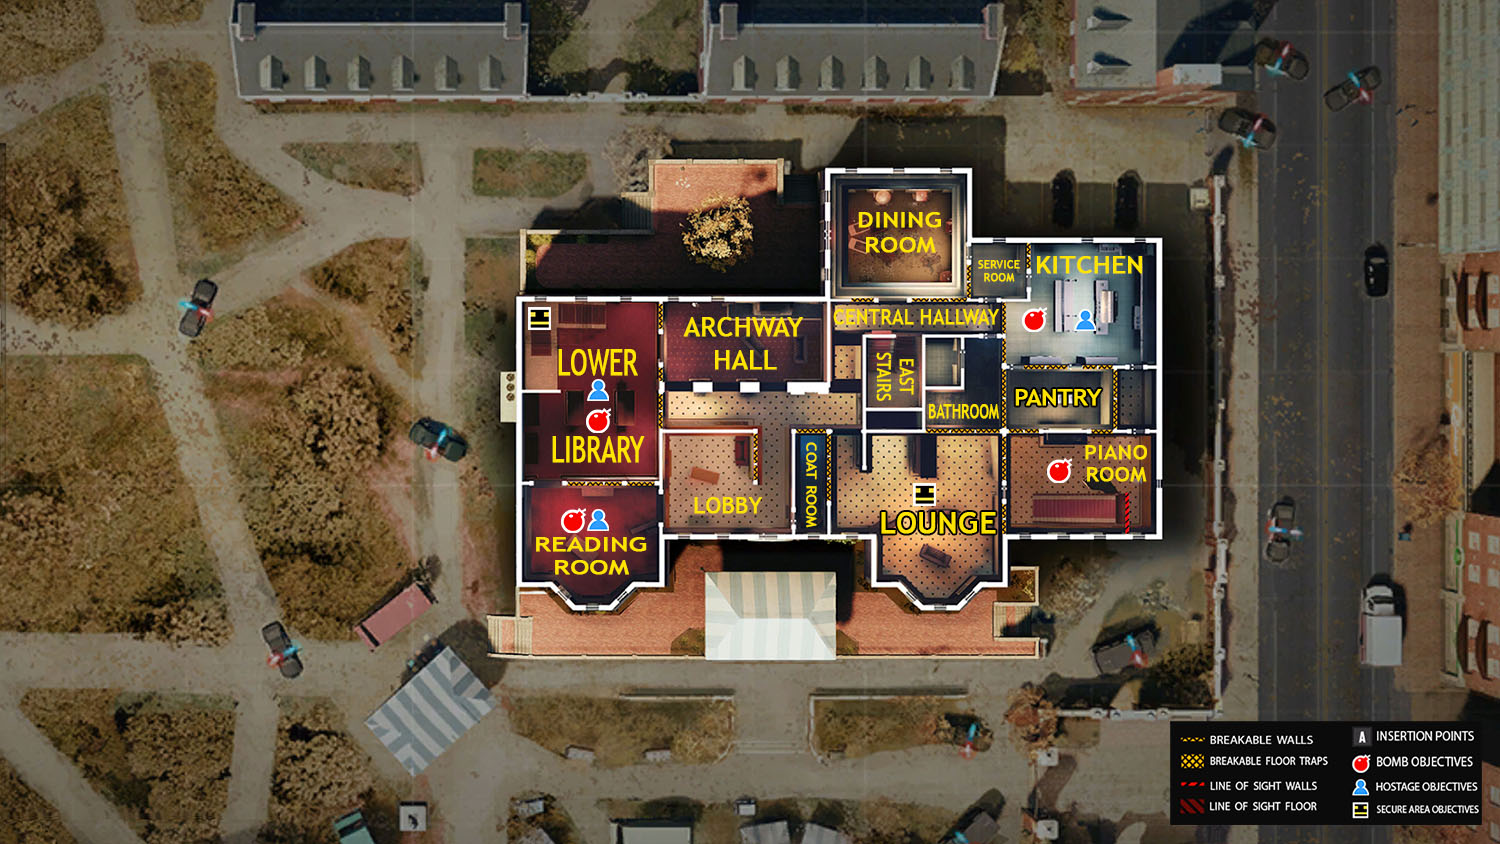 DINING
ROOM
SERVICE
ROOM
KITCHEN
CENTRAL HALLWAY
ARCHWAY
HALL
LOWER
LIBRARY
EAST
STAIRS
BATHROOM
PANTRY
PIANO
ROOM
COAT ROOM
LOBBY
LOUNGE
READING
ROOM
BREAKABLE WALLS
BREAKABLE FLOOR TRAPS
LINE OF SIGHT WALLS
LINE OF SIGHT FLOOR
A INSERTION POINTS
BOMB OBJECTIVES
HOSTAGE OBJECTIVES
SECURE AREA OBJECTIVES